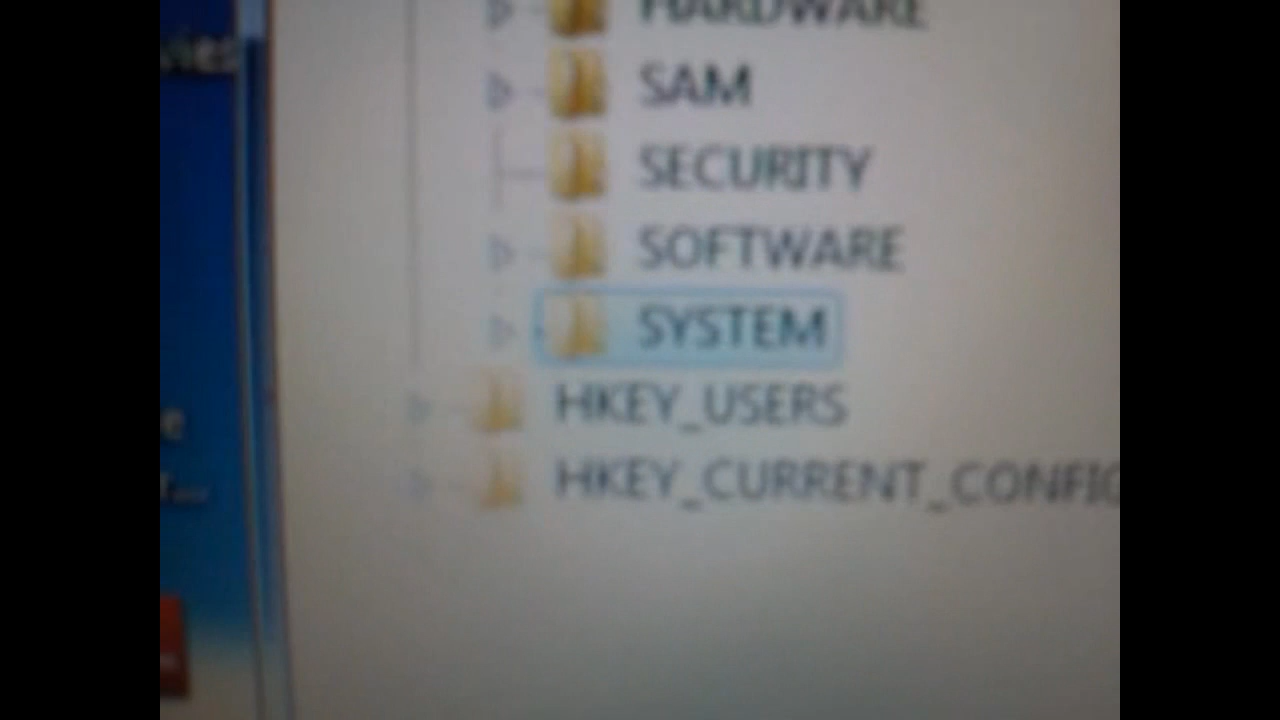 HARDWARE
SAM
SECURITY
SOFTWARE
SYSTEM
HKEY_USERS
HKEY_CURRENT_CONFIG